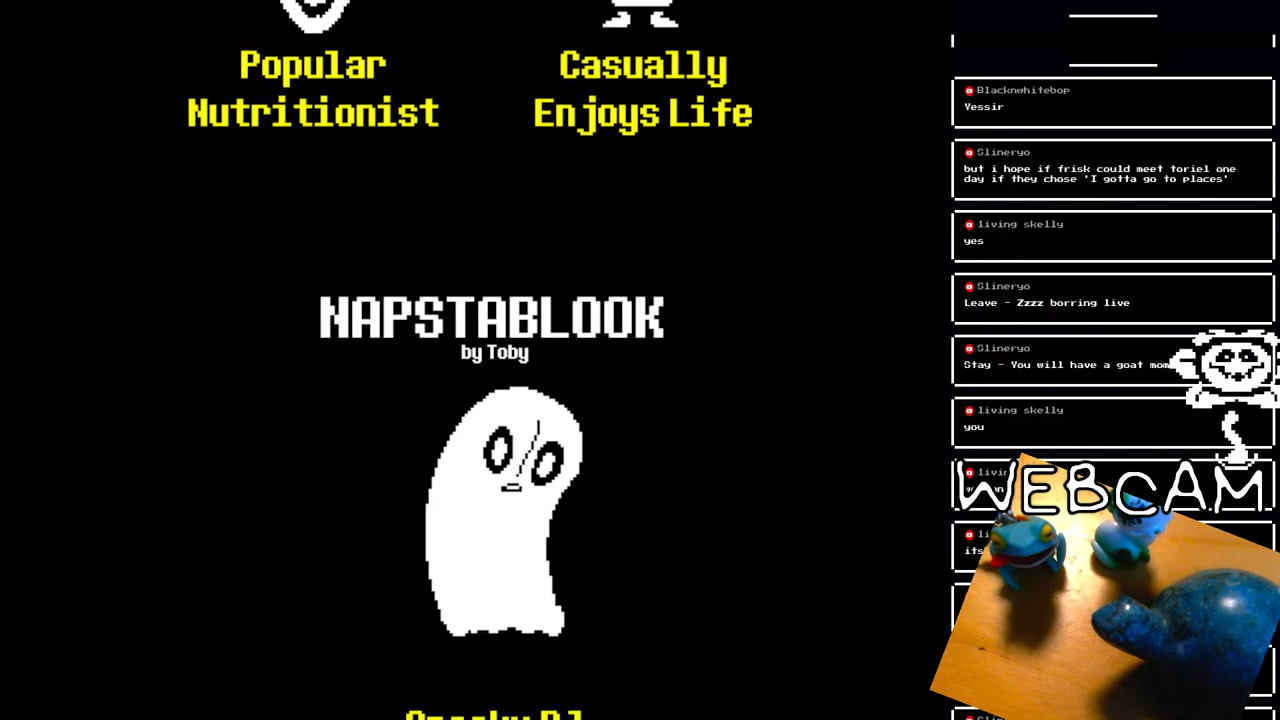 Popular
Nutritionist
Casually
Enjoys Life
NAPSTABLOOK
by Toby
Blacknwhitebop
Yessir
Slineryo
but i hope if frisk could meet toriel one
day if they chose 'I gotta go to places'
living skelly
yes
Slineryo
Leave - Zzzz borring live
Slineryo
Stay - You will have a goat mom
living skelly
you
WEBCAM
its